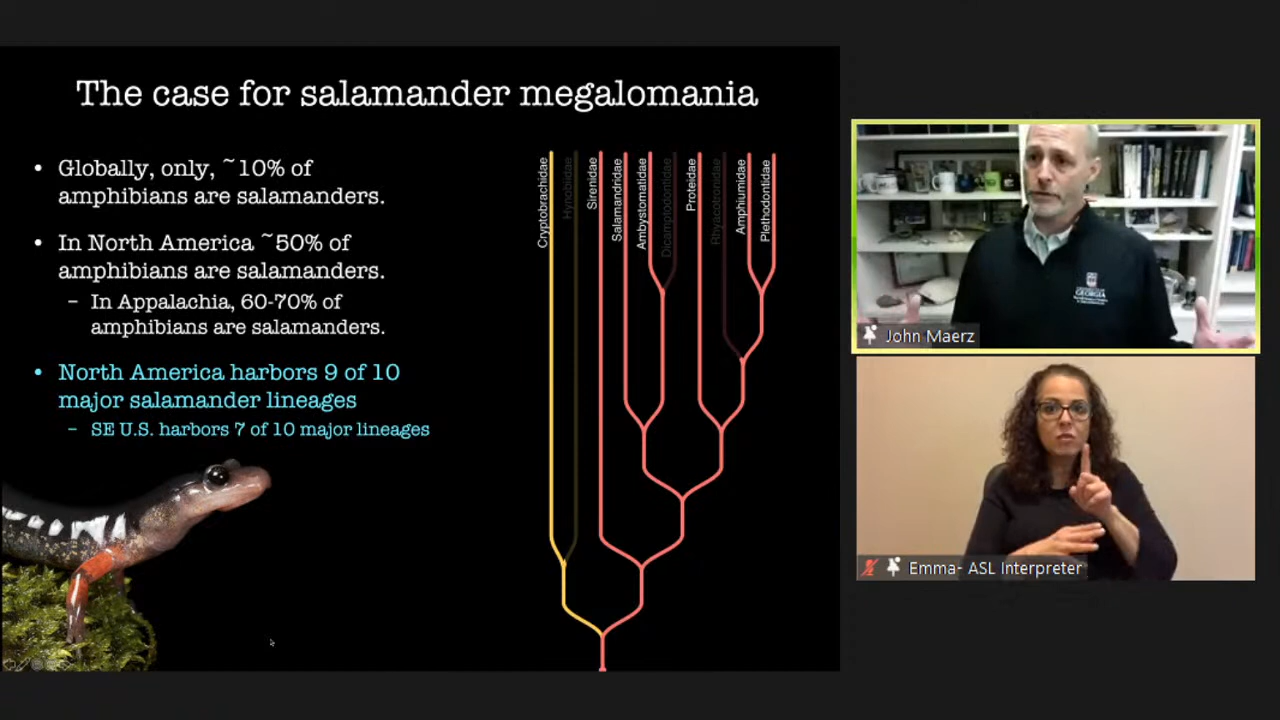 The case for salamander megalomania
• Globally, only, ~10% of
amphibians are salamanders.
• In North America ~50% of
amphibians are salamanders.
– In Appalachia, 60-70% of
amphibians are salamanders.
• North America harbors 9 of 10
major salamander lineages
– SE U.S. harbors 7 of 10 major lineages
Cryptobrachidae
Hynobiidae
Sirenidae
Salamandridae
Ambystomatidae
Dicamptodontidae
Proteidae
Rhyacotronidae
Amphiumidae
Plethodontidae
GEORGIA
John Maerz
Emma- ASL Interpreter